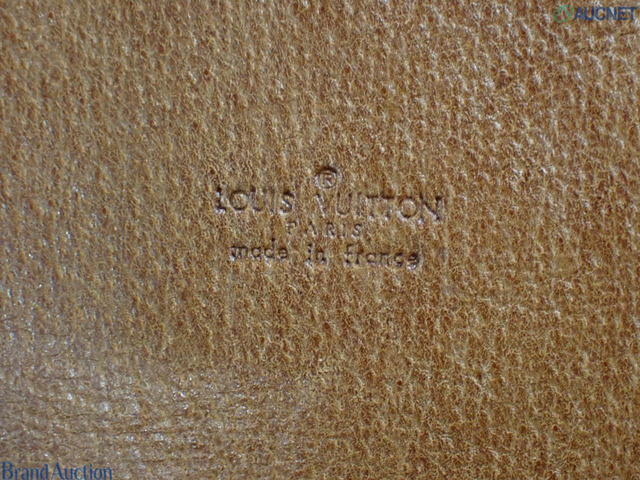 AUCNET
®
LOUIS VUITTON
PARIS
made in france
Brand Auction